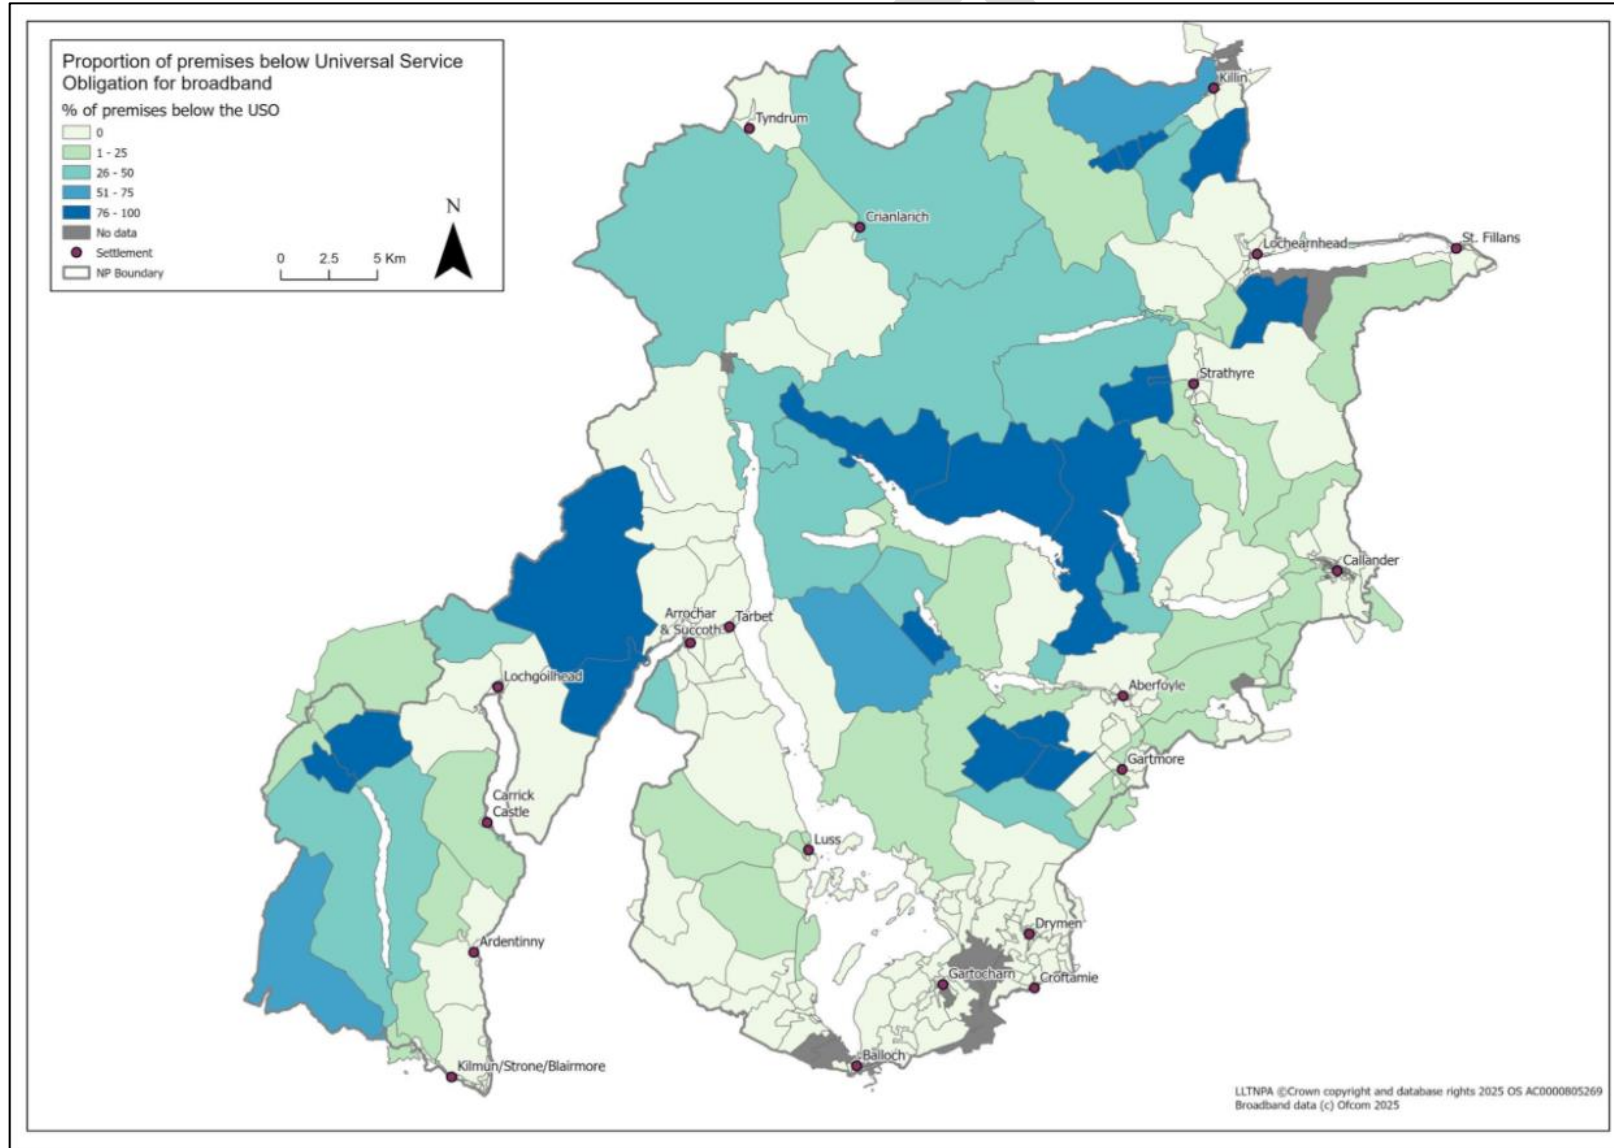 Proportion of premises below Universal Service
Obligation for broadband
% of premises below the USO
0
1 - 25
26 - 50
51 - 75
76 - 100
No data
Settlement
NP Boundary
0 2.5 5 Km
N
Killin
Tyndrum
Crianlarich
Lochearnhead
St. Fillans
Strathyre
Callander
Arrochar
& Succoth
Tarbet
Lochgoilhead
Aberfoyle
Gartmore
Carrick
Castle
Luss
Drymen
Ardentinny
Gartocharn
Croftamie
Balloch
Kilmun/Strone/Blairmore
LLTNPA ©Crown copyright and database rights 2025 OS AC0000805269
Broadband data (c) Ofcom 2025